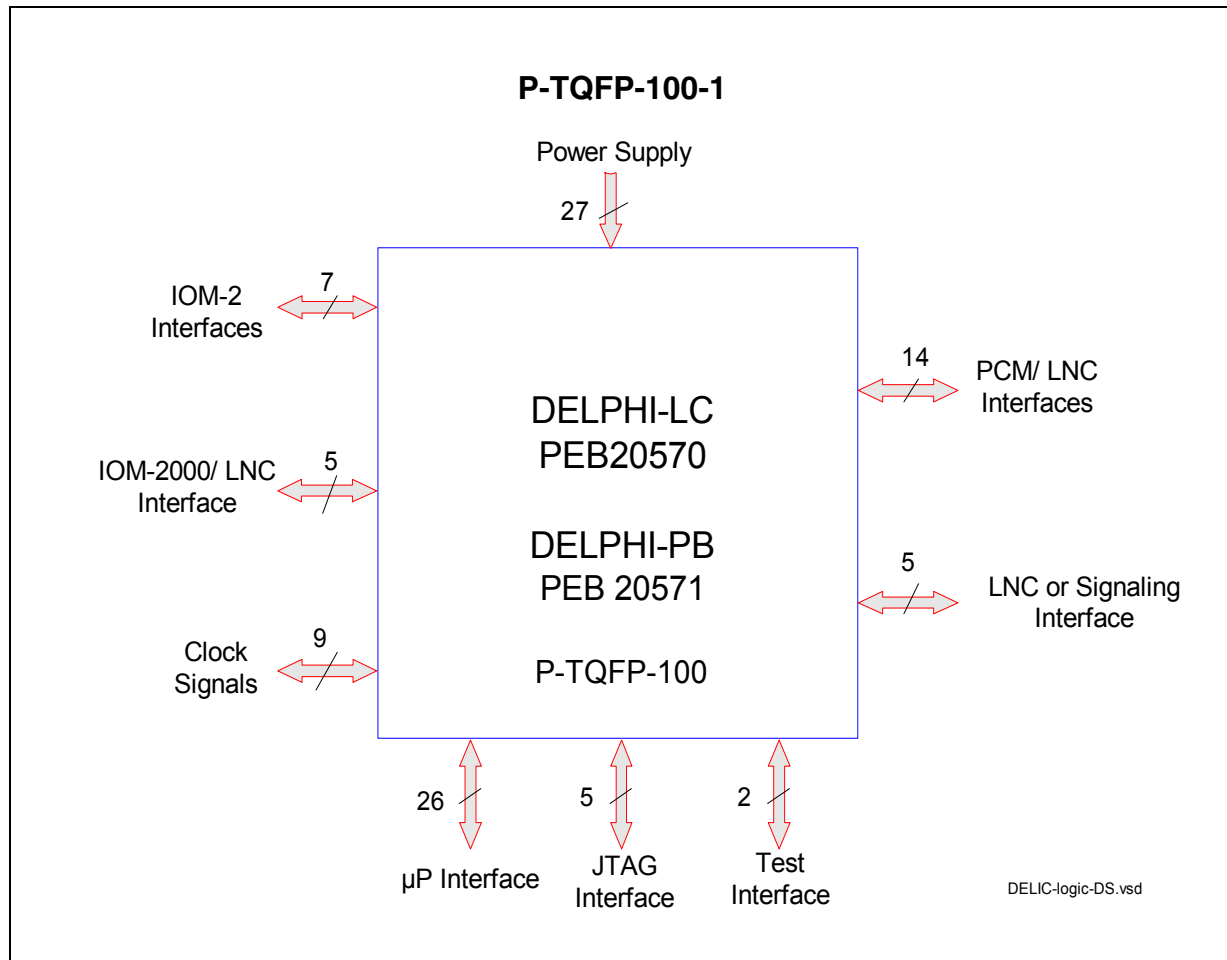 P-TQFP-100-1
Power Supply
27
7
IOM-2
Interfaces
14
PCM/ LNC
Interfaces
DELPHI-LC
PEB20570
5
IOM-2000/ LNC
Interface
DELPHI-PB
PEB 20571
5
LNC or Signaling
Interface
9
Clock
Signals
P-TQFP-100
26
5
2
µP Interface
JTAG
Interface
Test
Interface
DELIC-logic-DS.vsd